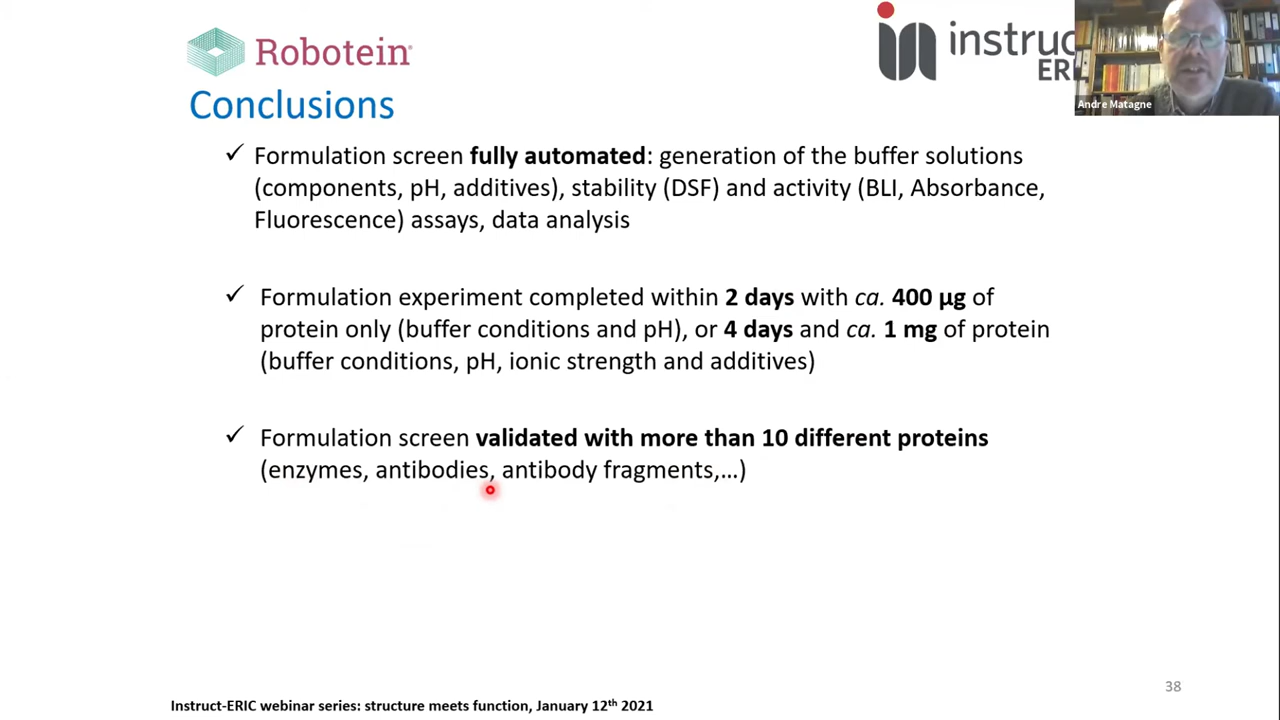 Robotein®
instruc
ER
Andre Matagne
Conclusions
✓ Formulation screen fully automated: generation of the buffer solutions
(components, pH, additives), stability (DSF) and activity (BLI, Absorbance,
Fluorescence) assays, data analysis
✓ Formulation experiment completed within 2 days with ca. 400 µg of
protein only (buffer conditions and pH), or 4 days and ca. 1 mg of protein
(buffer conditions, pH, ionic strength and additives)
✓ Formulation screen validated with more than 10 different proteins
(enzymes, antibodies, antibody fragments,...)
38
Instruct-ERIC webinar series: structure meets function, January 12th 2021